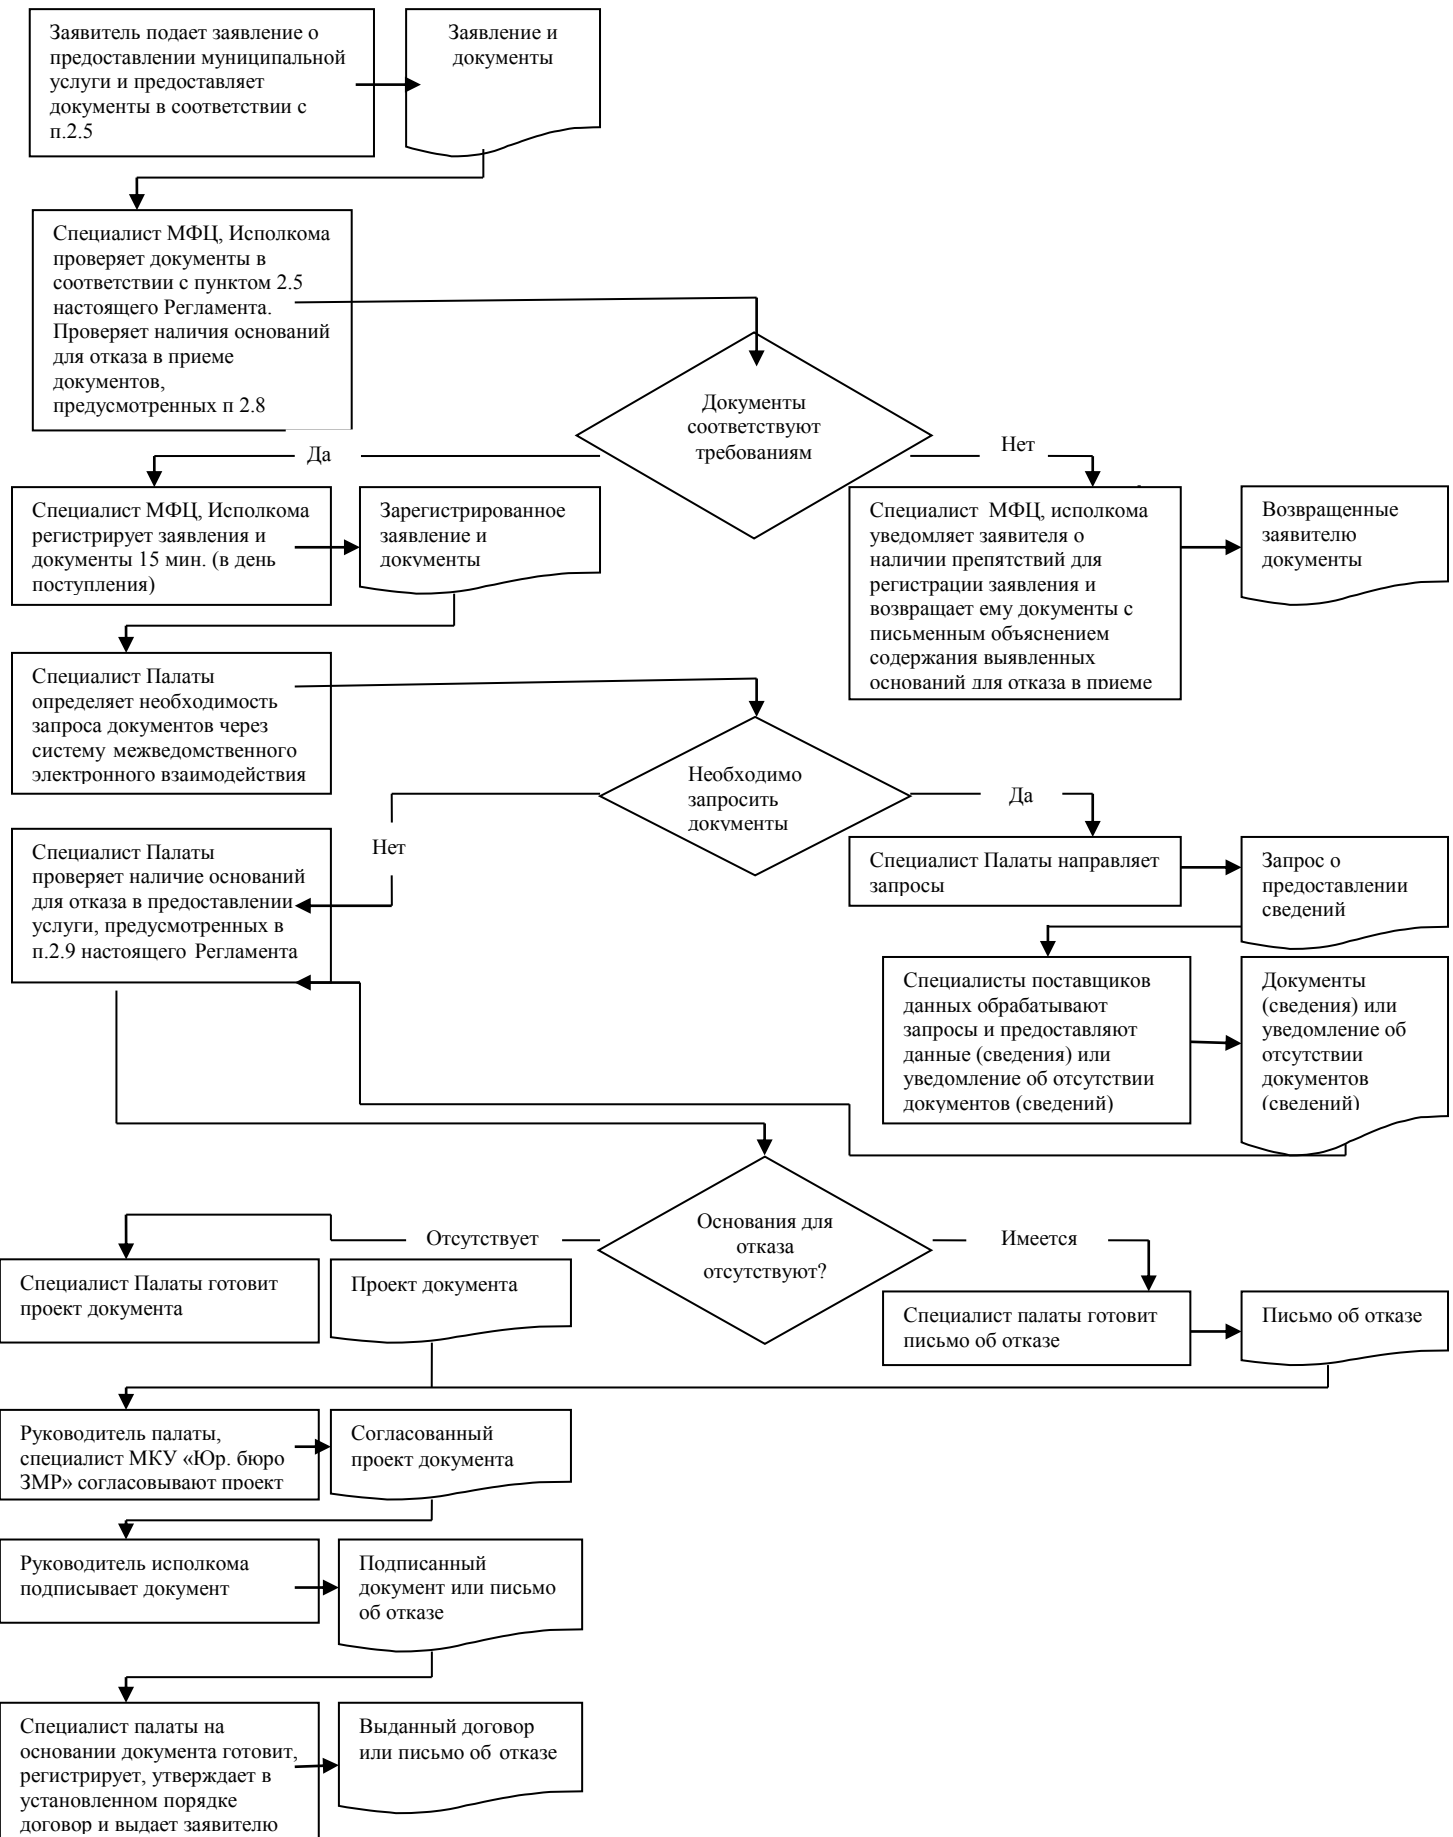 Заявитель подает заявление о
предоставлении муниципальной
услуги и предоставляет
документы в соответствии с
п.2.5
Заявление и
документы
Специалист МФЦ, Исполкома
проверяет документы в
соответствии с пунктом 2.5
настоящего Регламента.
Проверяет наличия оснований
для отказа в приеме
документов,
предусмотренных п 2.8
Документы
соответствуют
требованиям
Да
Нет
Специалист МФЦ, Исполкома
регистрирует заявления и
документы 15 мин. (в день
поступления)
Зарегистрированное
заявление и
документы
Специалист МФЦ, исполкома
уведомляет заявителя о
наличии препятствий для
регистрации заявления и
возвращает ему документы с
письменным объяснением
содержания выявленных
оснований для отказа в приеме
Возвращенные
заявителю
документы
Специалист Палаты
определяет необходимость
запроса документов через
систему межведомственного
электронного взаимодействия
Необходимо
запросить
документы
Да
Нет
Специалист Палаты
проверяет наличие оснований
для отказа в предоставлении
услуги, предусмотренных в
п.2.9 настоящего Регламента
Специалист Палаты направляет
запросы
Запрос о
предоставлении
сведений
Специалисты поставщиков
данных обрабатывают
запросы и предоставляют
данные (сведения) или
уведомление об отсутствии
документов (сведений)
Документы
(сведения) или
уведомление об
отсутствии
документов
(сведений)
Основания для
отказа
отсутствуют?
Отсутствует
Имеется
Специалист Палаты готовит
проект документа
Проект документа
Специалист палаты готовит
письмо об отказе
Письмо об отказе
Руководитель палаты,
специалист МКУ «Юр. бюро
ЗМР» согласовывают проект
Согласованный
проект документа
Руководитель исполкома
подписывает документ
Подписанный
документ или письмо
об отказе
Специалист палаты на
основании документа готовит,
регистрирует, утверждает в
установленном порядке
договор и выдает заявителю
Выданный договор
или письмо об отказе